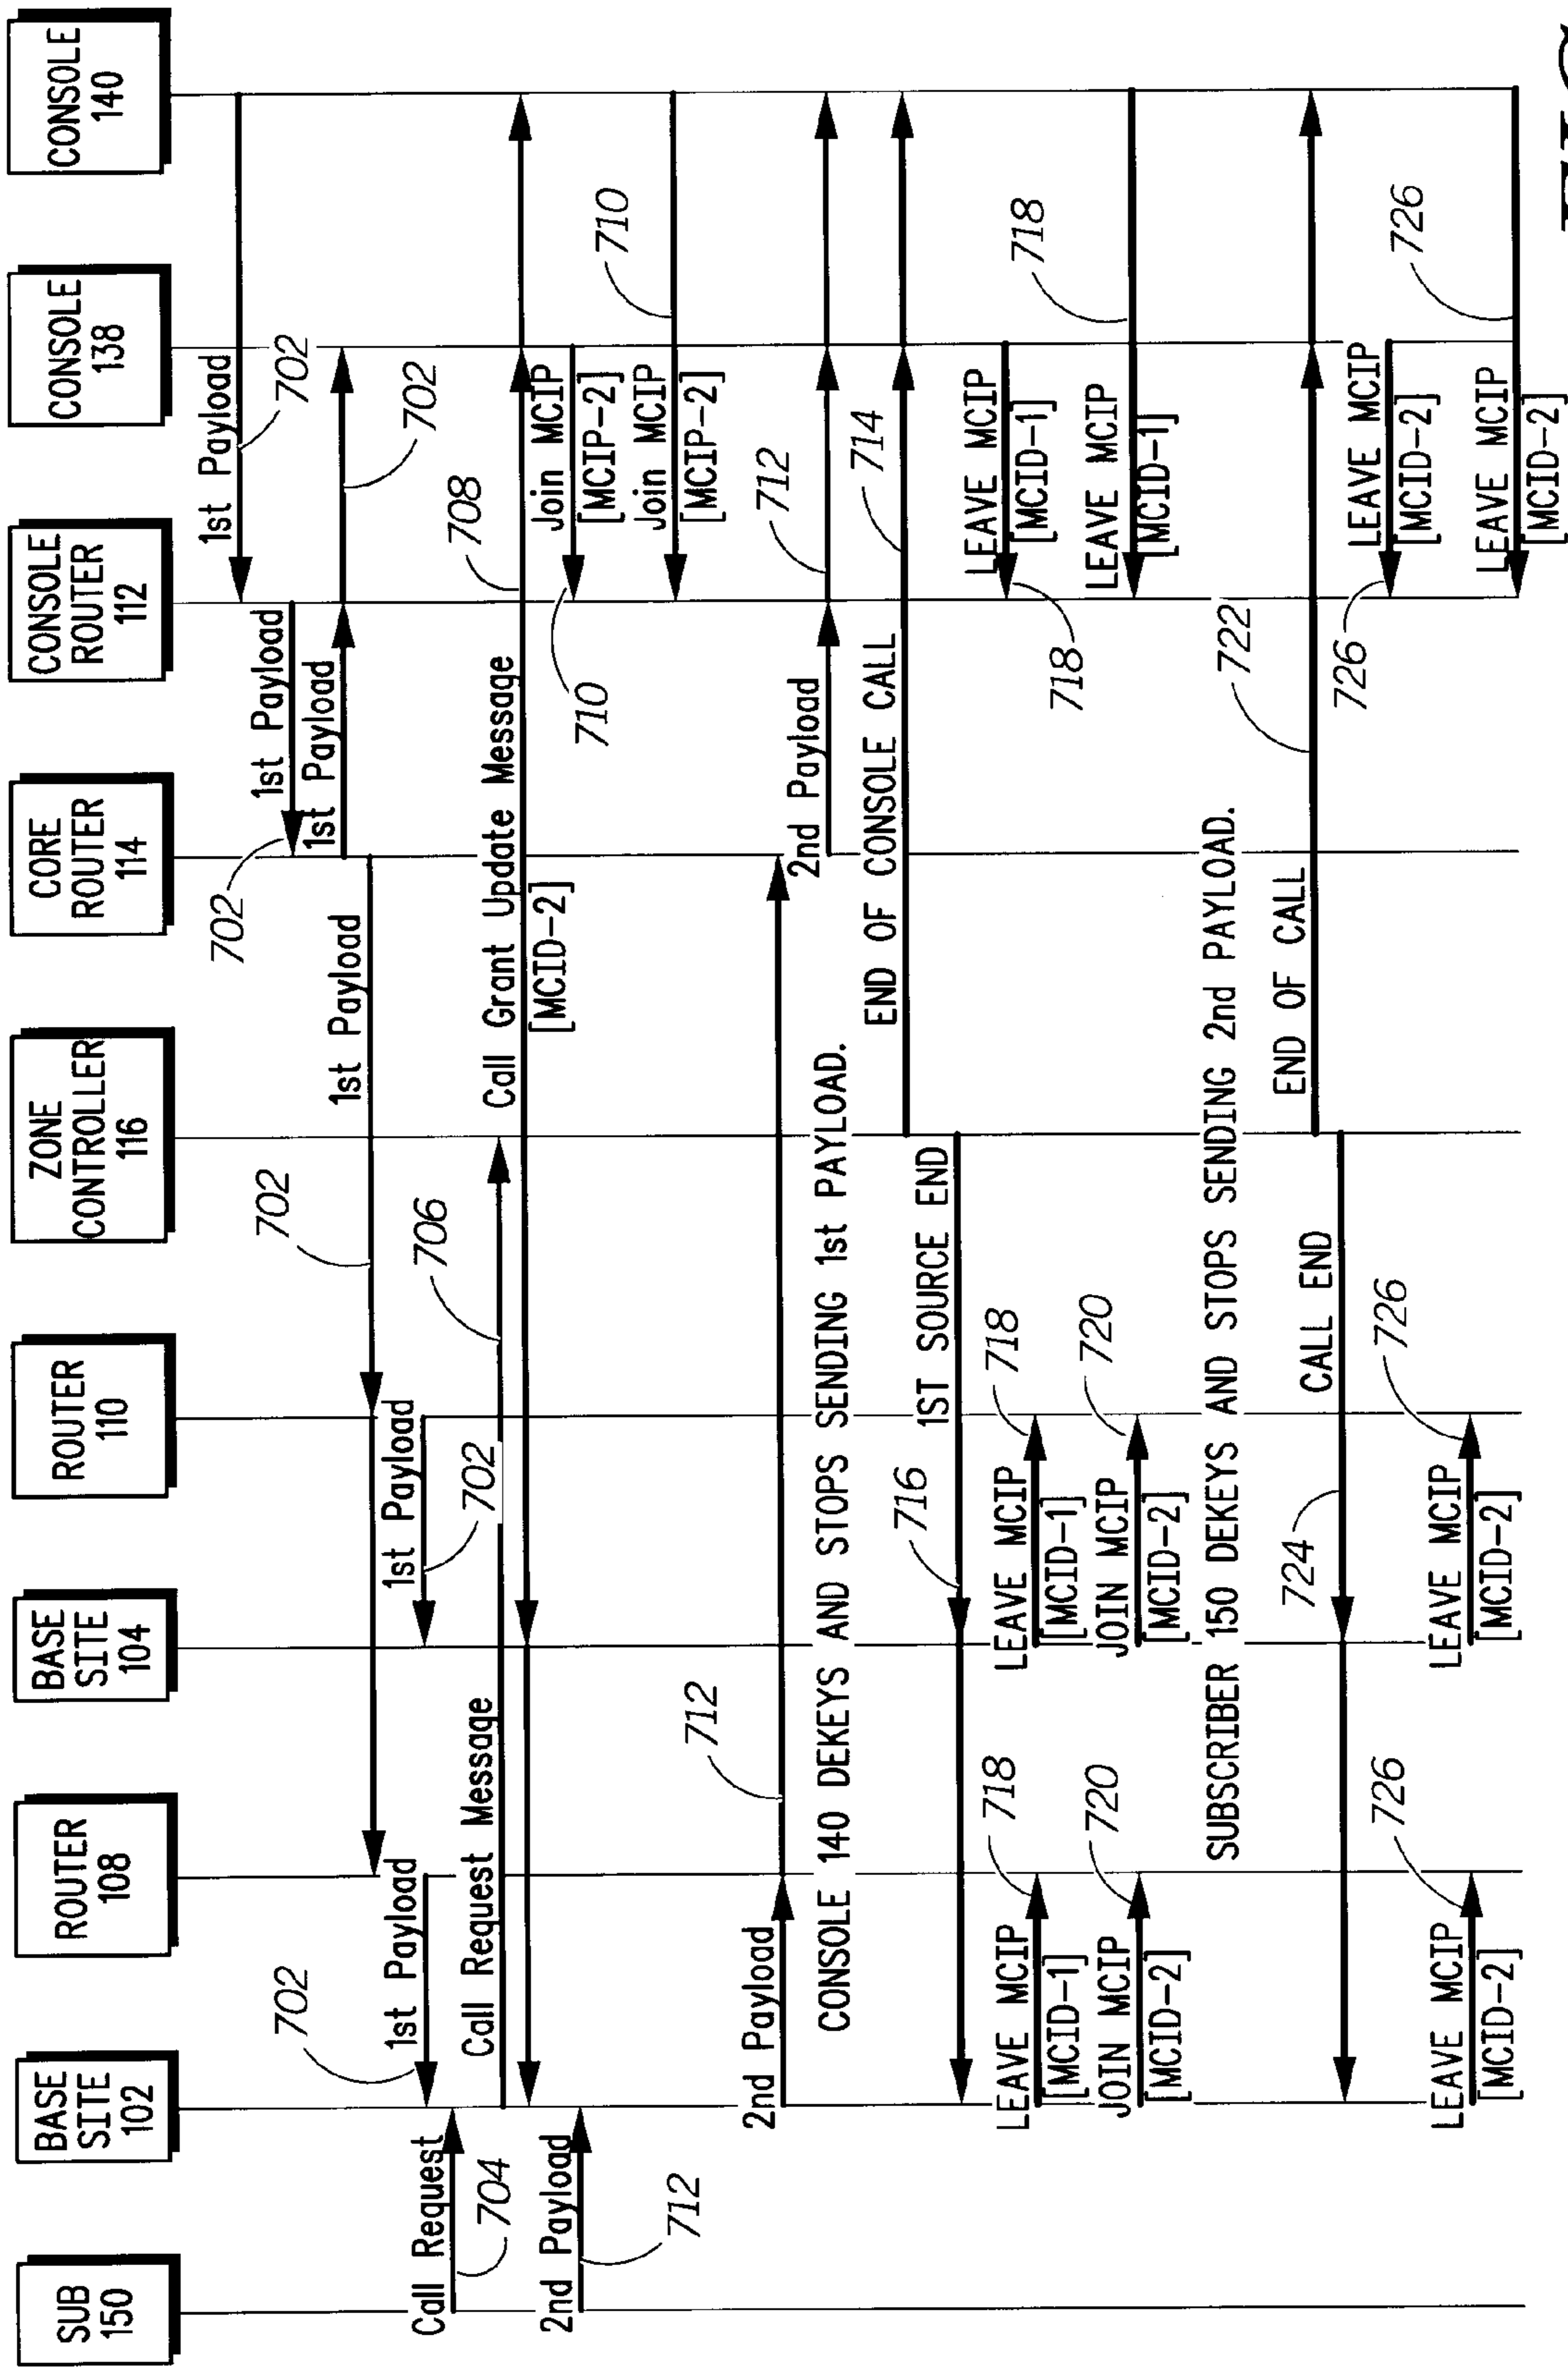 SUB
150
BASE
SITE
102
ROUTER
108
BASE
SITE
104
ROUTER
110
ZONE
CONTROLLER
116
CORE
ROUTER
114
CONSOLE
ROUTER
112
CONSOLE
138
CONSOLE
140
1st Payload
702
1st Payload
702
1st Payload
702
1st Payload
702
1st Payload
702
1st Payload
702
Call Request
704
Call Request Message
706
Call Grant Update Message
[MCID-2]
708
Join MCIP
[MCIP-2]
710
Join MCIP
[MCIP-2]
710
2nd Payload
712
2nd Payload
712
2nd Payload
712
CONSOLE 140 DEKEYS AND STOPS SENDING 1st PAYLOAD.
END OF CONSOLE CALL
714
1ST SOURCE END
716
LEAVE MCIP
[MCID-1]
718
LEAVE MCIP
[MCID-1]
718
LEAVE MCIP
[MCID-1]
718
LEAVE MCIP
[MCID-1]
718
JOIN MCIP
[MCID-2]
720
JOIN MCIP
[MCID-2]
720
SUBSCRIBER 150 DEKEYS AND STOPS SENDING 2nd PAYLOAD.
END OF CALL
722
CALL END
724
LEAVE MCIP
[MCID-2]
726
LEAVE MCIP
[MCID-2]
726
LEAVE MCIP
[MCID-2]
726
LEAVE MCIP
[MCID-2]
726